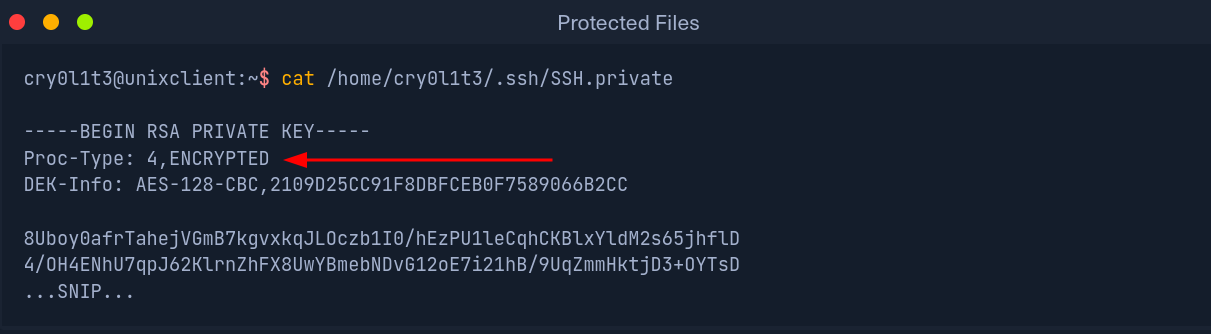 Protected Files
cry0l1t3@unixclient:~$ cat /home/cry0l1t3/.ssh/SSH.private
-----BEGIN RSA PRIVATE KEY-----
Proc-Type: 4,ENCRYPTED
DEK-Info: AES-128-CBC,2109D25CC91F8DBFCEB0F7589066B2CC
8Uboy0afrTahejVGmB7kgvxkqJLOczb1I0/hEzPU1leCqhCKBlxYldM2s65jhflD
4/OH4ENhU7qpJ62KlrnZhFX8UwYBmebNDvG12oE7i21hB/9UqZmmHktjD3+OYTsD
...SNIP...